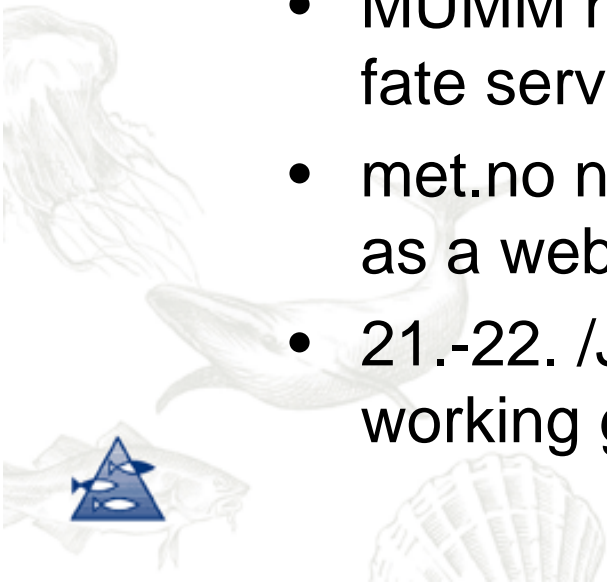 MUMM
fate serv
• met.no n
as a web
• 21.-22. /J
working g